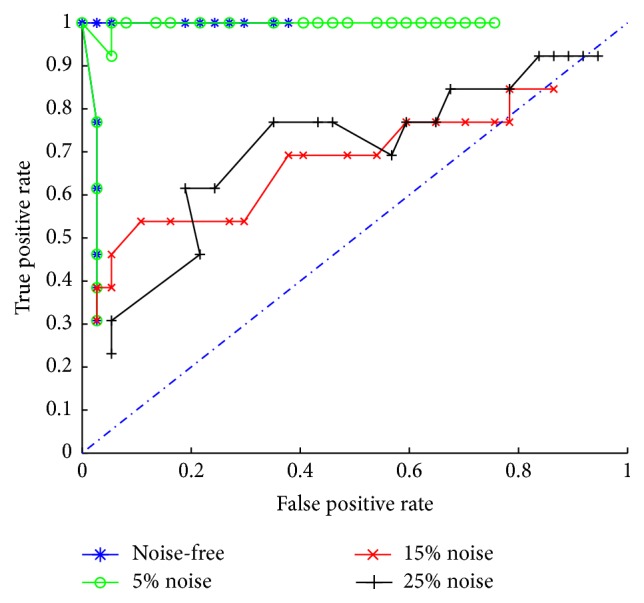 1
0.9
0.8
0.7
0.6
0.5
0.4
0.3
0.2
0.1
0
True positive rate
0 0.2 0.4 0.6 0.8 1
False positive rate
Noise-free 15% noise
5% noise 25% noise